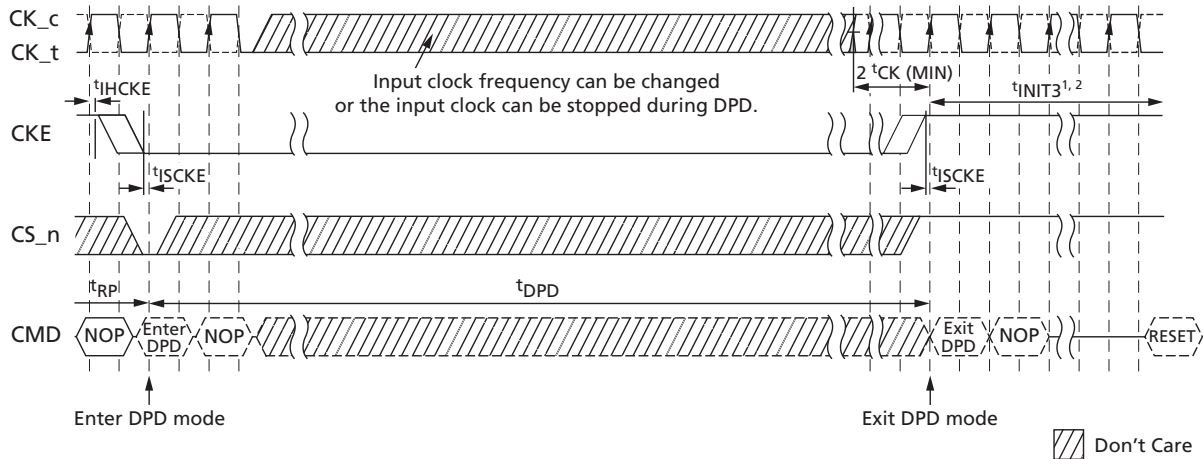 CK_c
CK_t
Input clock frequency can be changed
or the input clock can be stopped during DPD.
2 tCK (MIN)
tINIT31, 2
tIHCKE
CKE
tISCKE
tISCKE
CS_n
tRP
tDPD
CMD
NOP
Enter
DPD
NOP
Exit
DPD
NOP
RESET
Enter DPD mode
Exit DPD mode
Don't Care